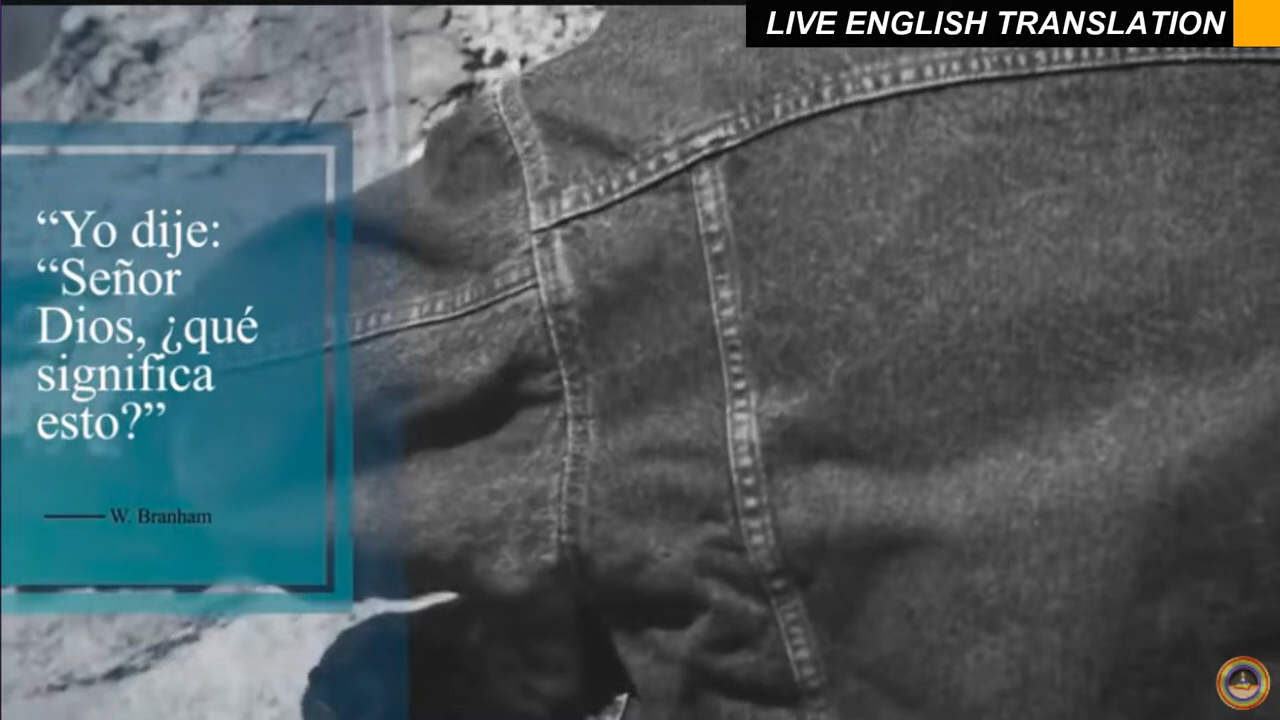 LIVE ENGLISH TRANSLATION
“Yo dije:
“Señor
Dios, ¿qué
significa
esto?”
W. Branham